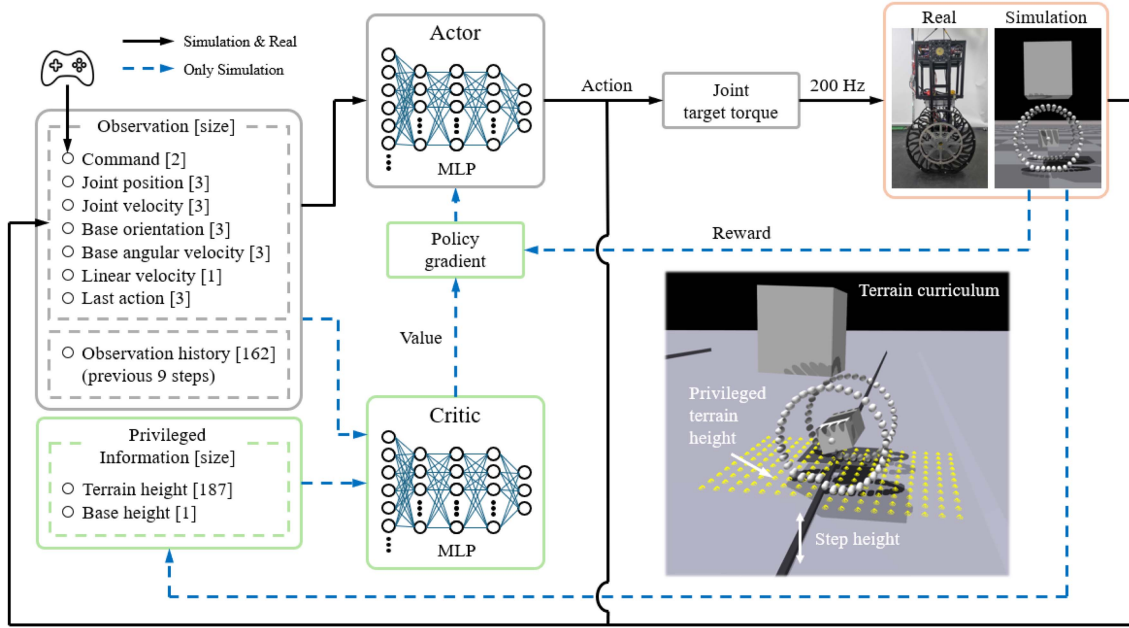 Simulation & Real
Only Simulation
Observation [size]
Command [2]
Joint position [3]
Joint velocity [3]
Base orientation [3]
Base angular velocity [3]
Linear velocity [1]
Last action [3]
Observation history [162]
(previous 9 steps)
Privileged
Information [size]
Terrain height [187]
Base height [1]
Actor
MLP
Policy
gradient
Value
Critic
MLP
Action
Joint
target torque
200 Hz
Real
Simulation
Reward
Terrain curriculum
Privileged
terrain
height
Step height